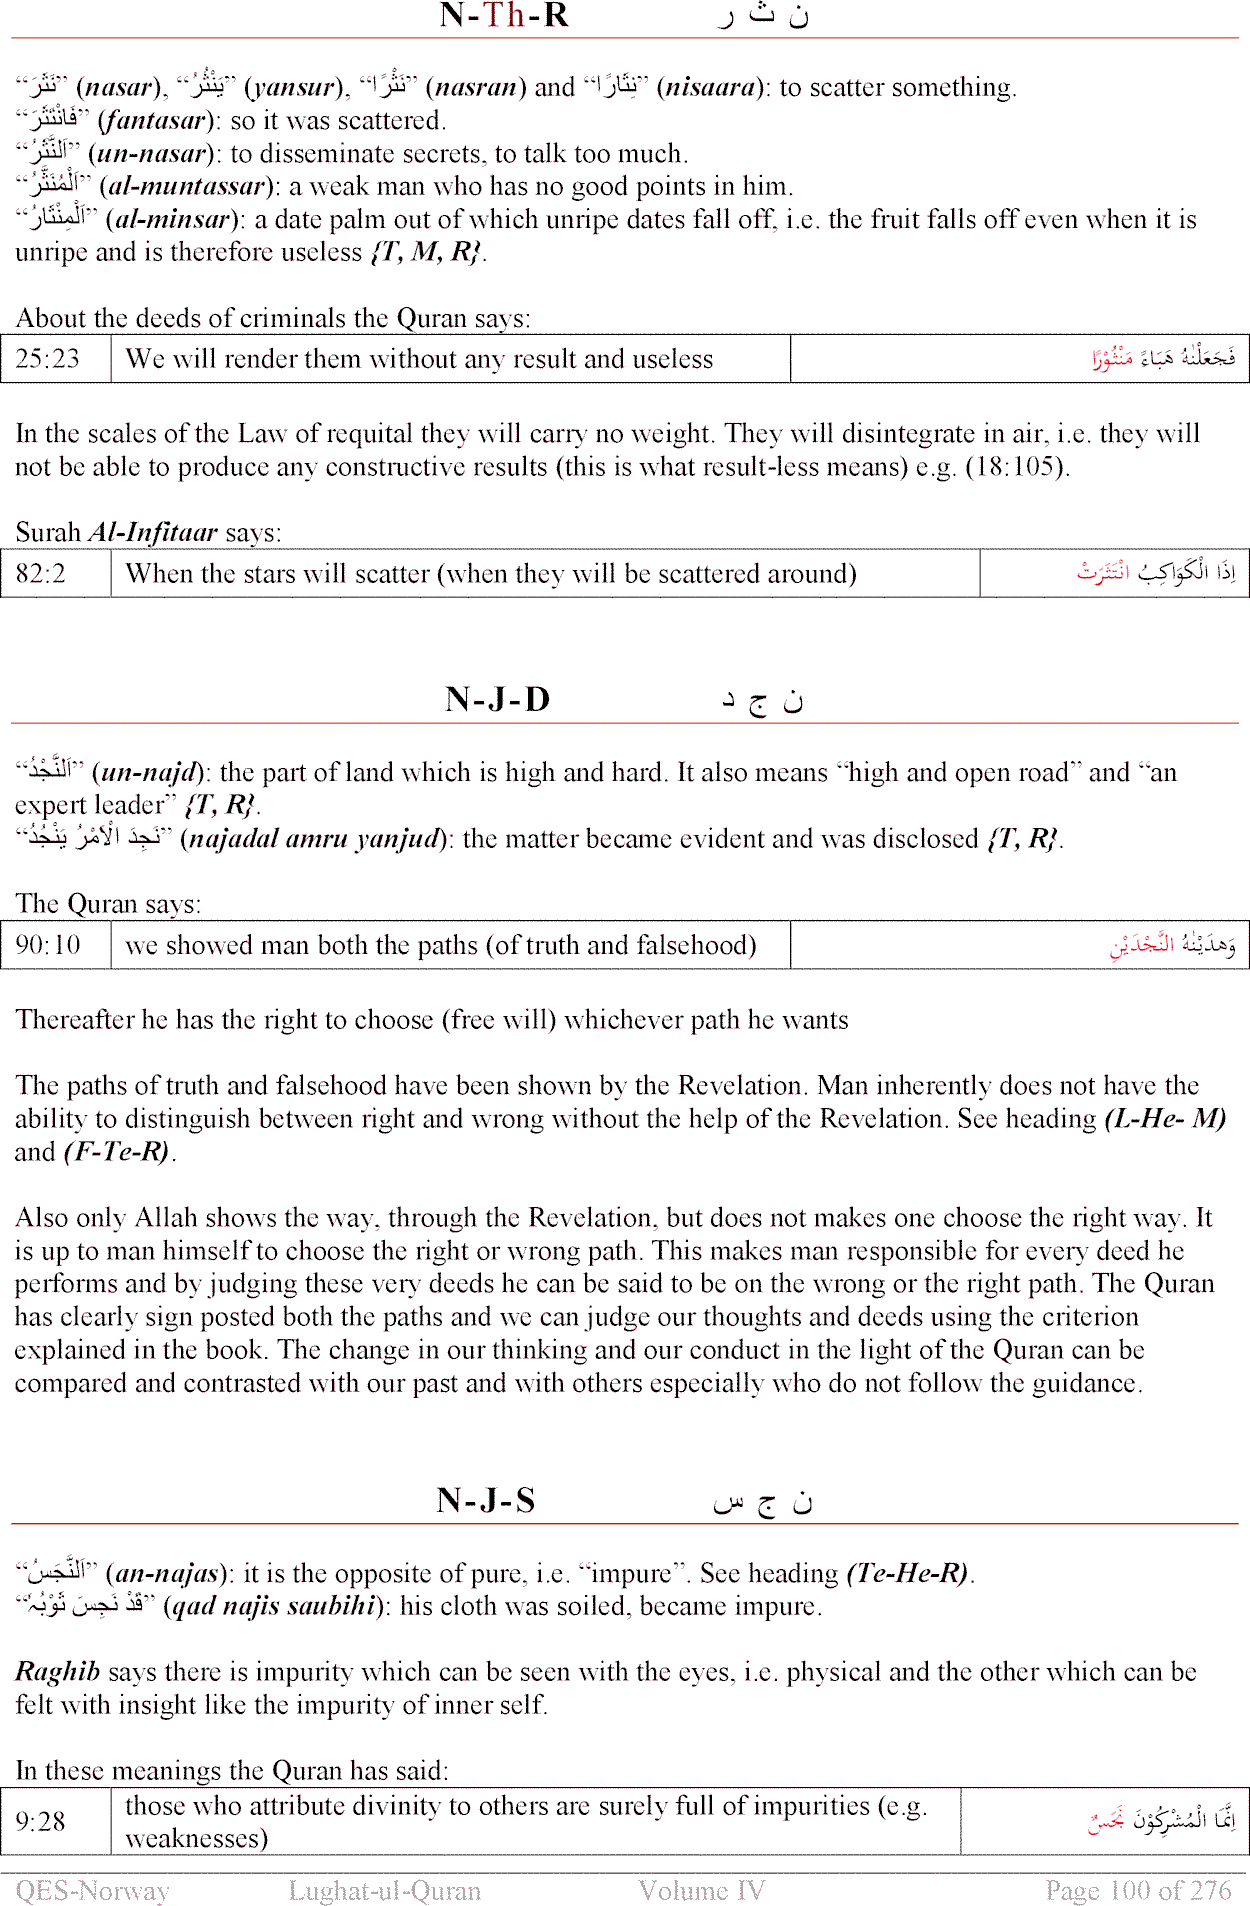 N-Th-R ن ث ر
“نَثَرَ” (nasar), “يَنْثُرُ” (yansur), “نَثْرًا” (nasran) and “نِثَارًا” (nisaara): to scatter something.
“فَانْتَثَرَ” (fantasar): so it was scattered.
“اَلنَّثَرُ” (un-nasar): to disseminate secrets, to talk too much.
“اَلْمُنَثَّرُ” (al-muntassar): a weak man who has no good points in him.
“اَلْمِنْثَارُ” (al-minsar): a date palm out of which unripe dates fall off, i.e. the fruit falls off even when it is
unripe and is therefore useless {T, M, R}.
About the deeds of criminals the Quran says:
25:23 We will render them without any result and useless فَجَعَلْنٰهُ هَبَاءً مَنْثُوْرًا
In the scales of the Law of requital they will carry no weight. They will disintegrate in air, i.e. they will
not be able to produce any constructive results (this is what result-less means) e.g. (18:105).
Surah Al-Infitaar says:
82:2 When the stars will scatter (when they will be scattered around) اِذَا الْكَوَاكِبُ انْتَثَرَتْ
N-J-D ن ج د
“اَلنَّجْدُ” (un-najd): the part of land which is high and hard. It also means “high and open road” and “an
expert leader” {T, R}.
“نَجِدَ الْاَمْرُ يَنْجُدُ” (najadal amru yanjud): the matter became evident and was disclosed {T, R}.
The Quran says:
90:10 we showed man both the paths (of truth and falsehood) وَهدَيْنٰهُ النَّجْدَيْنِ
Thereafter he has the right to choose (free will) whichever path he wants
The paths of truth and falsehood have been shown by the Revelation. Man inherently does not have the
ability to distinguish between right and wrong without the help of the Revelation. See heading (L-He- M)
and (F-Te-R).
Also only Allah shows the way, through the Revelation, but does not makes one choose the right way. It
is up to man himself to choose the right or wrong path. This makes man responsible for every deed he
performs and by judging these very deeds he can be said to be on the wrong or the right path. The Quran
has clearly sign posted both the paths and we can judge our thoughts and deeds using the criterion
explained in the book. The change in our thinking and our conduct in the light of the Quran can be
compared and contrasted with our past and with others especially who do not follow the guidance.
N-J-S ن ج س
“اَلنَّجَسُ” (an-najas): it is the opposite of pure, i.e. “impure”. See heading (Te-He-R).
“قَدْ نَجِسَ ثَوْبُہٗ” (qad najis saubihi): his cloth was soiled, became impure.
Raghib says there is impurity which can be seen with the eyes, i.e. physical and the other which can be
felt with insight like the impurity of inner self.
In these meanings the Quran has said:
9:28 those who attribute divinity to others are surely full of impurities (e.g. اِنَّمَا الْمُشْرِكُوْنَ نَجَسٌ
weaknesses)
QES-Norway Lughat-ul-Quran Volume IV Page 100 of 276